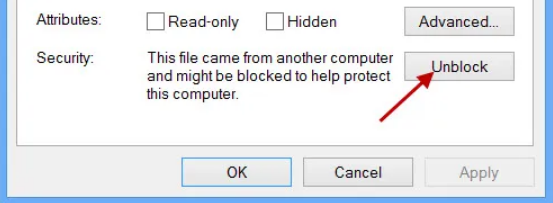 Attributes: Read-only Hidden Advanced...
Security: This file came from another computer Unblock
and might be blocked to help protect
this computer.
OK Cancel Apply